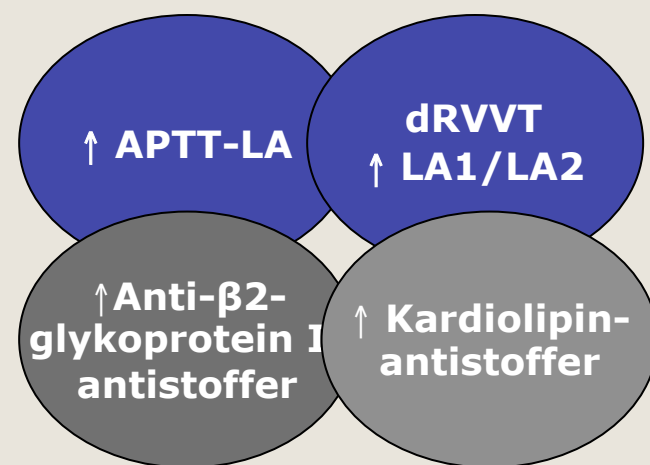 ↑ APTT-LA
dRVVT
↑ LA1/LA2
↑Anti-β2-
glykoprotein I
antistoffer
↑ Kardiolipin-
antistoffer